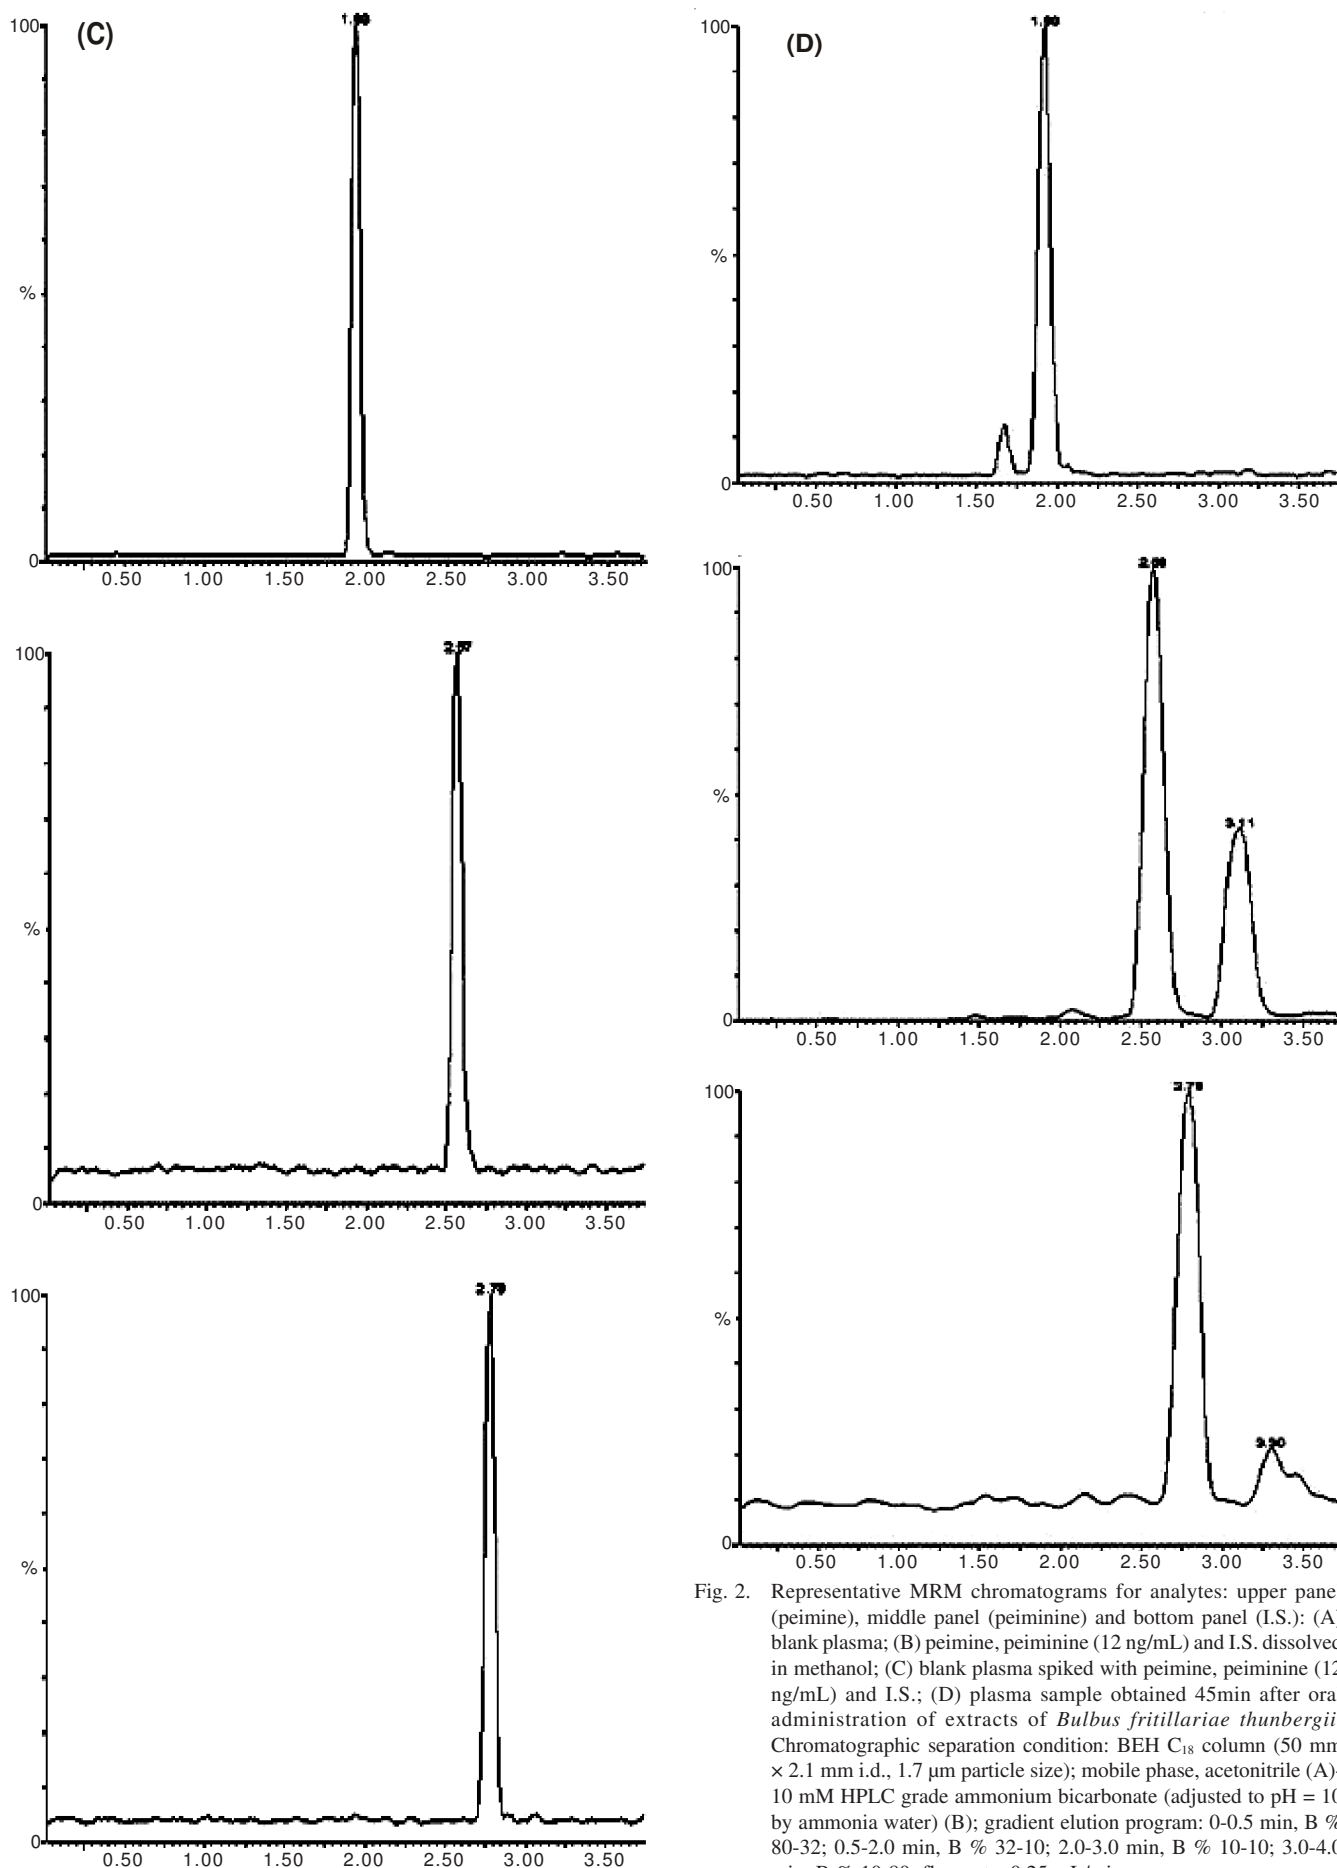 (C)
100
%
0
0.50 1.00 1.50 2.00 2.50 3.00 3.50
2.57
100
%
0
0.50 1.00 1.50 2.00 2.50 3.00 3.50
2.79
100
%
0
0.50 1.00 1.50 2.00 2.50 3.00 3.50
(D)
100
%
0
0.50 1.00 1.50 2.00 2.50 3.00 3.50
100
3.11
%
0
0.50 1.00 1.50 2.00 2.50 3.00 3.50
100
%
3.30
0
0.50 1.00 1.50 2.00 2.50 3.00 3.50
Fig. 2. Representative MRM chromatograms for analytes: upper pane
(peimine), middle panel (peiminine) and bottom panel (I.S.): (A)
blank plasma; (B) peimine, peiminine (12 ng/mL) and I.S. dissolved
in methanol; (C) blank plasma spiked with peimine, peiminine (12
ng/mL) and I.S.; (D) plasma sample obtained 45min after ora
administration of extracts of Bulbus fritillariae thunbergii
Chromatographic separation condition: BEH C₁₈ column (50 mm
× 2.1 mm i.d., 1.7 µm particle size); mobile phase, acetonitrile (A)-
10 mM HPLC grade ammonium bicarbonate (adjusted to pH = 10
by ammonia water) (B); gradient elution program: 0-0.5 min, B %
80-32; 0.5-2.0 min, B % 32-10; 2.0-3.0 min, B % 10-10; 3.0-4.0